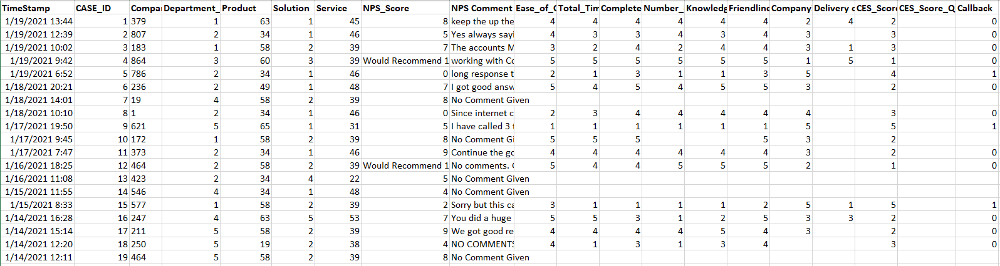 TimeStamp CASE_ID Compa Department_ Product Solution Service NPS_Score NPS Comment Ease_of_ Total_Tim Complete Number_ Knowledg Friendline Company Delivery CES_Score CES_Score_Q Callback
1/19/2021 13:44 1 379 1 63 1 45 8 keep the up the 4 4 4 4 4 4 2 4 2 0
1/19/2021 12:39 2 807 2 34 1 46 5 Yes always sayi 4 3 3 4 3 4 3 3 0
1/19/2021 10:02 3 183 1 58 2 39 7 The accounts M 3 2 4 2 4 4 3 1 3 0
1/19/2021 9:42 4 864 3 60 3 39 Would Recommend 1 working with Co 5 5 5 5 5 5 1 5 1 0
1/19/2021 6:52 5 786 2 34 1 46 0 long response t 2 1 3 1 1 3 5 4 1
1/18/2021 20:21 6 236 2 49 1 48 7 I got good answ 5 4 5 4 5 5 3 2 0
1/18/2021 14:01 7 19 4 58 2 39 8 No Comment Given
1/18/2021 10:10 8 1 2 34 1 46 0 Since internet c 2 3 4 4 4 4 4 3 0
1/17/2021 19:50 9 621 5 65 1 31 5 I have called 3 1 1 1 1 1 1 5 5 1
1/17/2021 9:45 10 172 1 58 2 39 8 No Comment Gi 5 5 5 5 3 2
1/17/2021 7:47 11 373 2 34 1 46 9 Continue the go 4 4 4 4 4 4 3 2 0
1/16/2021 18:25 12 464 2 58 2 39 Would Recommend 1 No comments. 5 4 4 5 5 5 2 1 0
1/16/2021 11:08 13 423 2 34 4 22 5 No Comment Given
1/15/2021 11:55 14 546 4 34 1 48 4 No Comment Given
1/15/2021 8:33 15 577 1 58 2 39 2 Sorry but this ca 3 1 1 1 1 2 5 1 5 1
1/14/2021 16:28 16 247 4 63 5 53 7 You did a huge 5 5 3 1 2 5 3 3 2 0
1/14/2021 15:14 17 211 5 58 2 39 9 We got good re 4 4 4 4 5 4 3 2 0
1/14/2021 12:20 18 250 5 19 2 38 4 NO COMMENTS 4 1 3 1 3 4 3 0
1/14/2021 12:11 19 464 5 58 2 39 8 No Comment Given